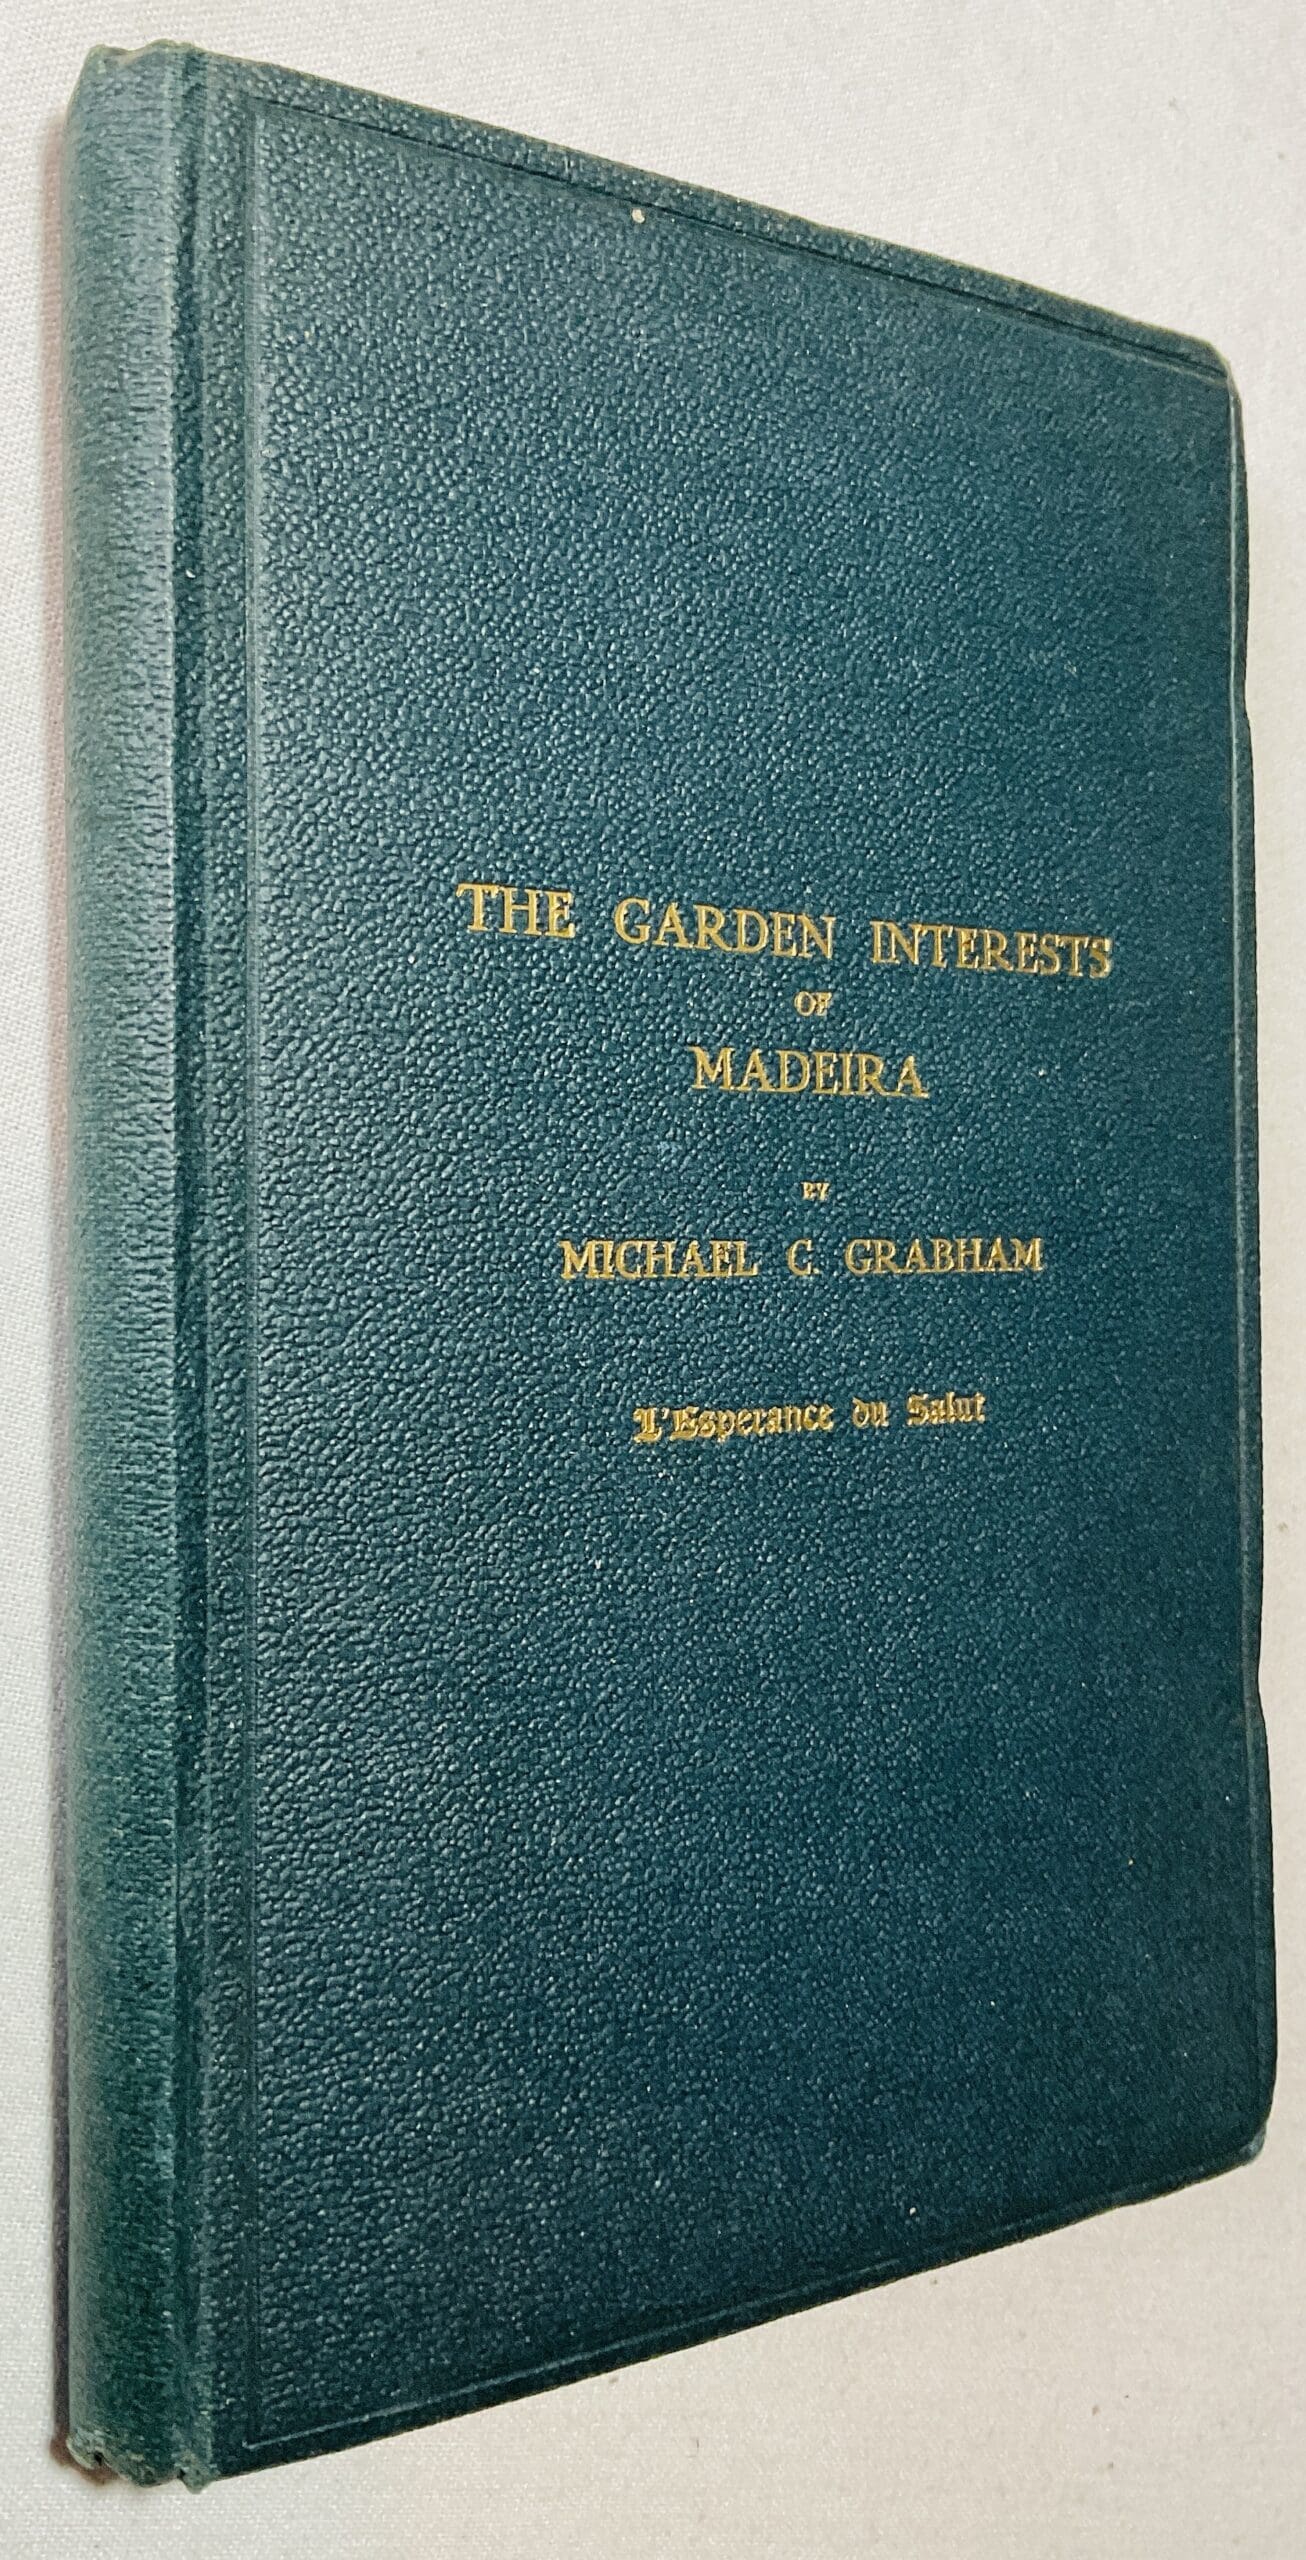 THE GARDEN INTERESTS
OF
MADEIRA
BY
MICHAEL C. GRABHAM
L'Esperance du Salut